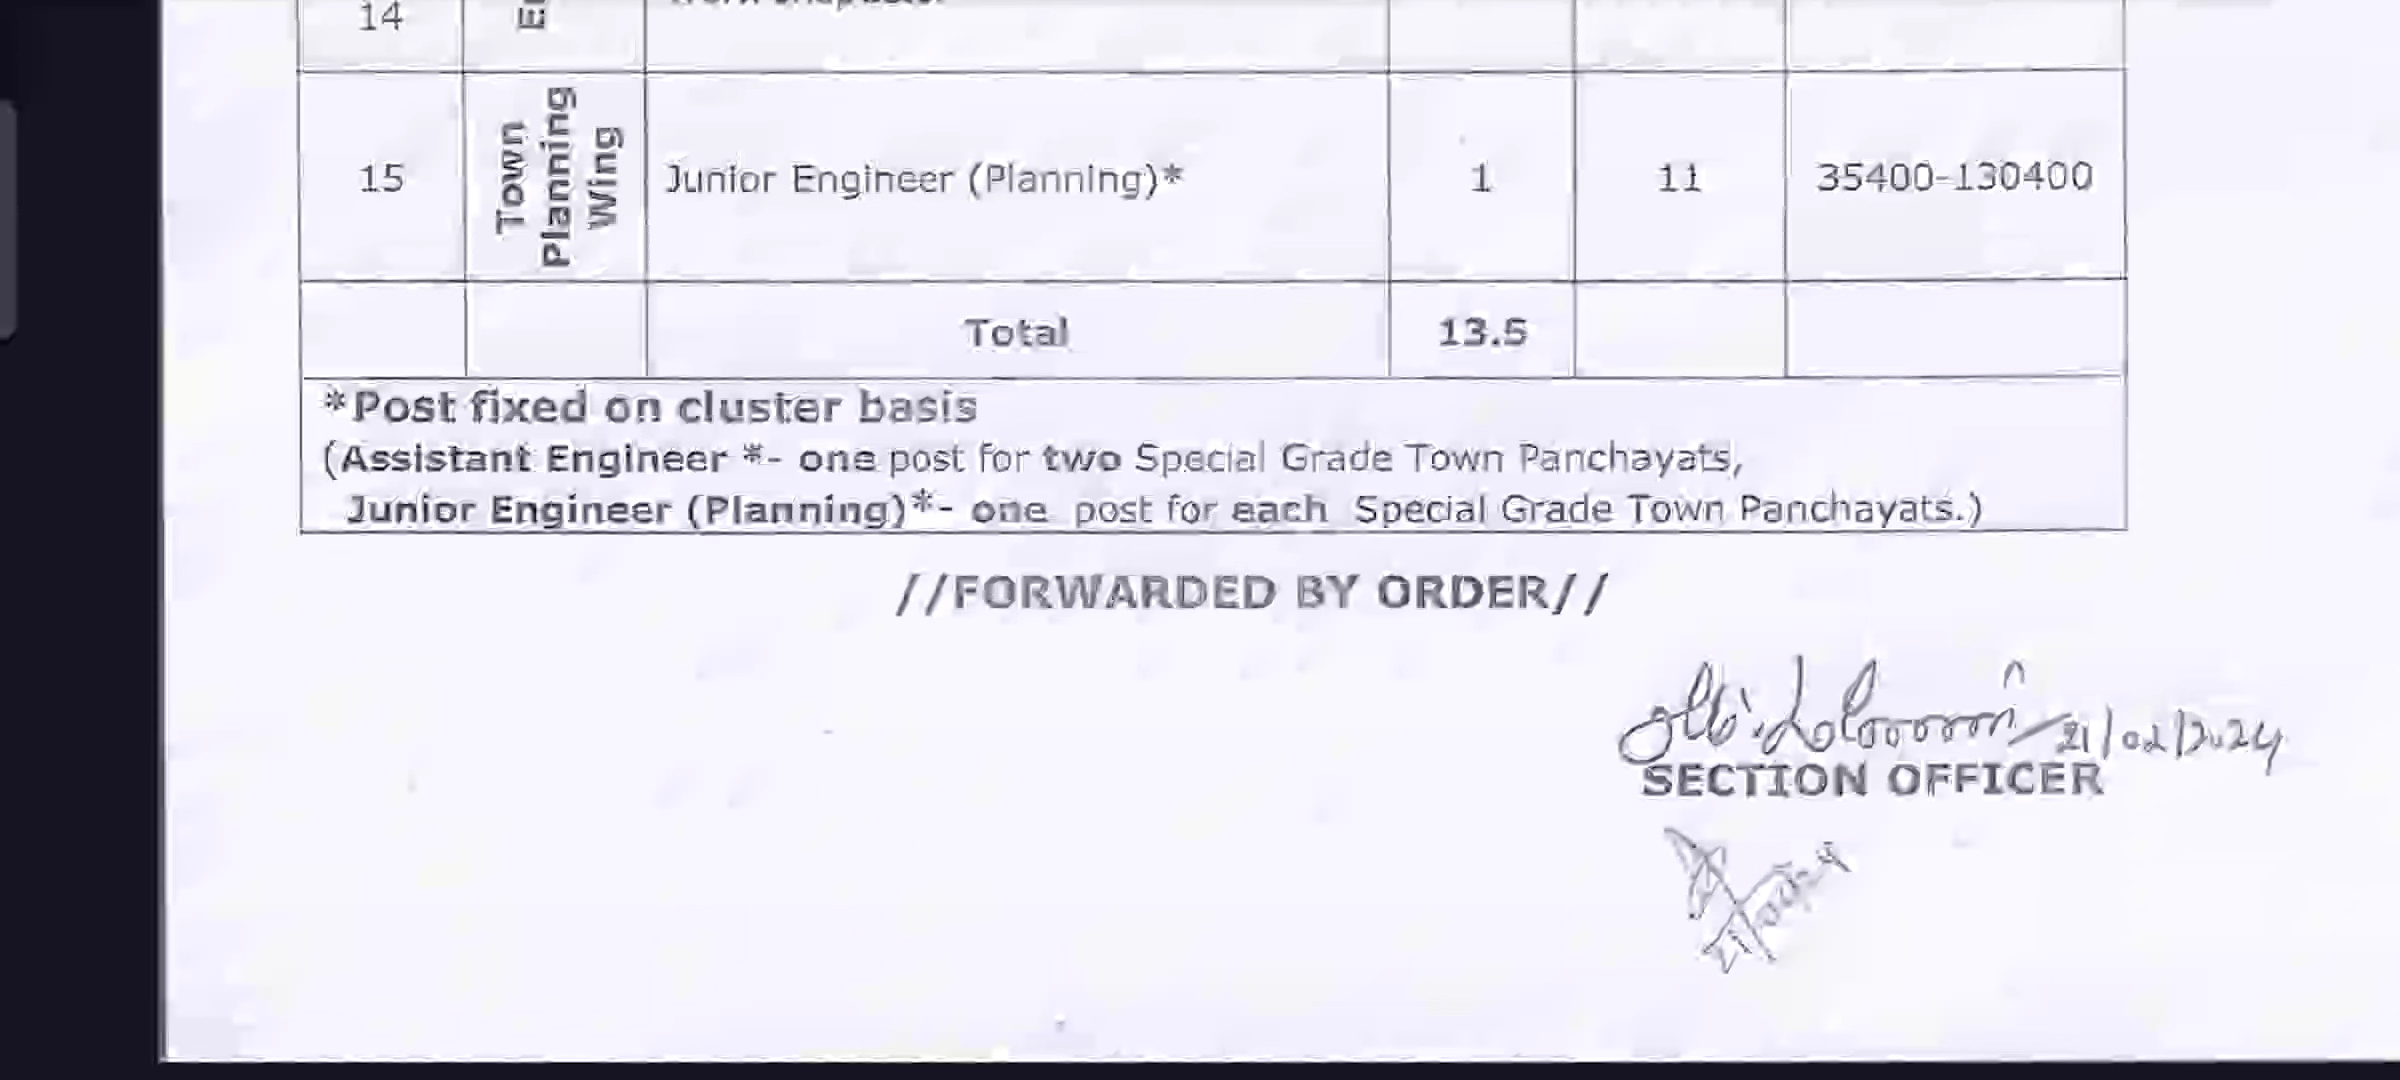 14
15 Town Planning Wing Junior Engineer (Planning)* 1 11 35400-130400
Total 13.5
*Post fixed on cluster basis
(Assistant Engineer *- one post for two Special Grade Town Panchayats,
Junior Engineer (Planning)*- one post for each Special Grade Town Panchayats.)
//FORWARDED BY ORDER//
21/02/2024
SECTION OFFICER